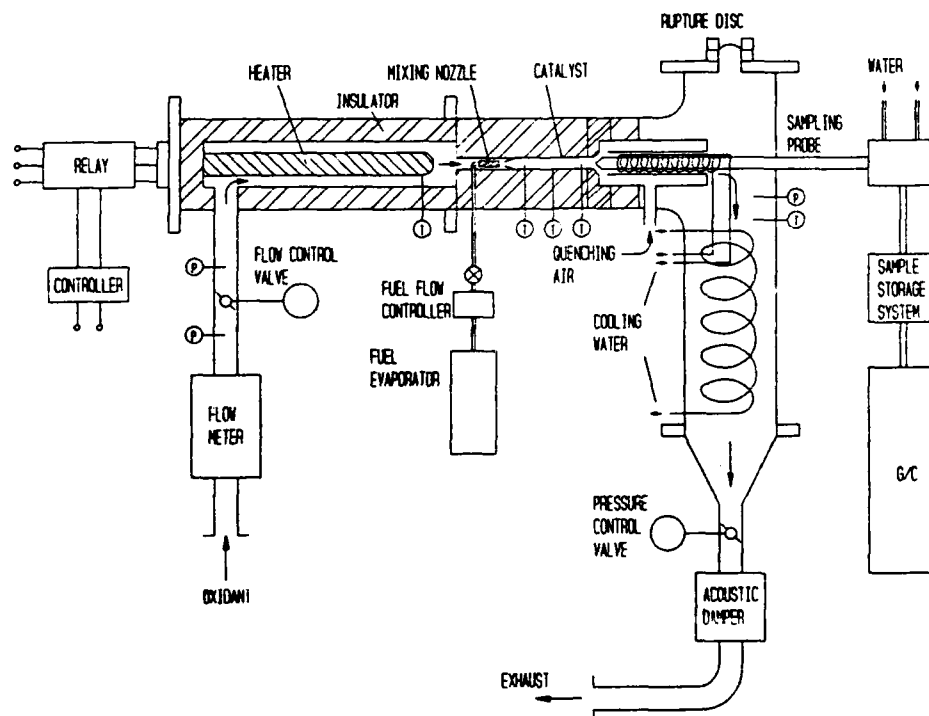 RUPTURE DISC
WATER
MIXING NOZZLE
CATALYST
HEATER
INSULATOR
SAMPLING
PROBE
RELAY
P
T
T
T
T
T
P
FLOW CONTROL
VALVE
QUENCHING
AIR
CONTROLLER
FUEL FLOW
CONTROLLER
SAMPLE
STORAGE
SYSTEM
P
COOLING
WATER
FUEL
EVAPORATOR
FLOW
METER
G/C
PRESSURE
CONTROL
VALVE
OXIDANT
ACOUSTIC
DAMPER
EXHAUST